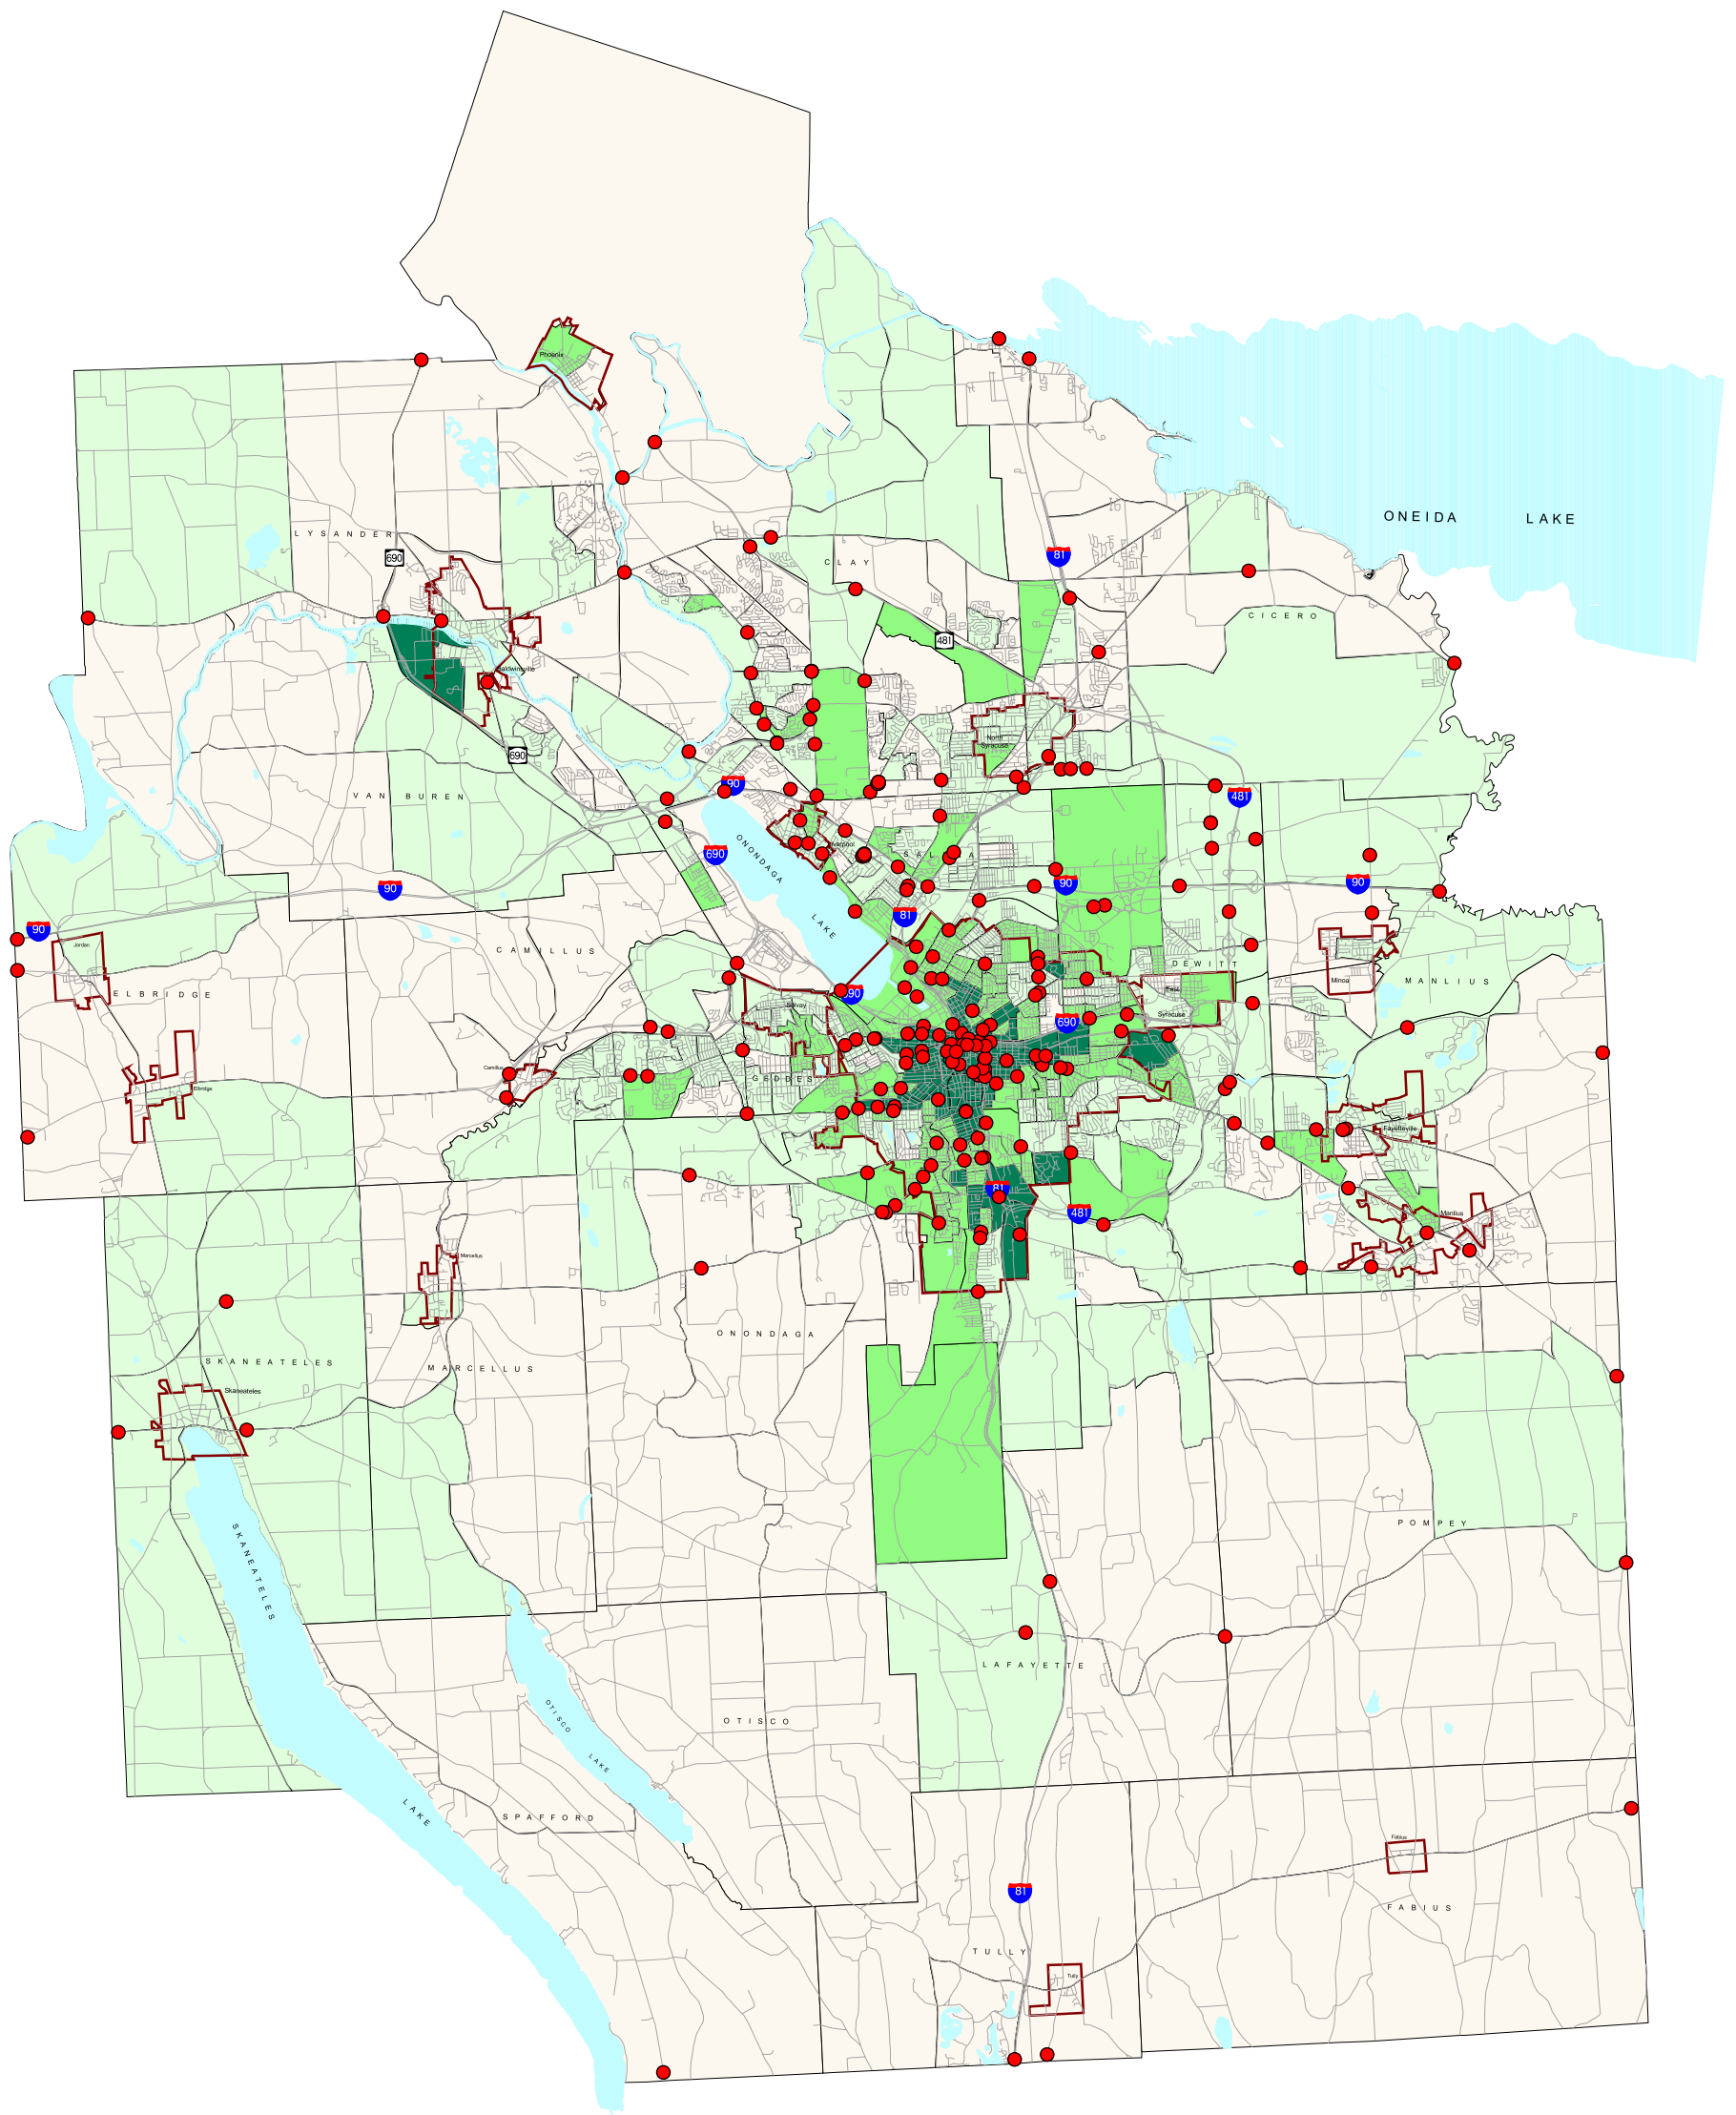 Phoenix
ONEIDA LAKE
LYSANDER
690
81
CLAY
CICERO
481
Baldwinsville
North
Syracuse
690
90
VAN BUREN
481
ONONDAGA
LAKE
Liverpool
SALINA
690
90
90
90
81
90
Jordan
CAMILLUS
DEWITT
ELBRIDGE
Minoa
MANLIUS
East
Syracuse
Solvay
690
690
Camillus
GEDDES
Elbridge
Fayetteville
81
481
Manlius
Marcellus
ONONDAGA
SKANEATELES
MARCELLUS
Skaneateles
POMPEY
SKANEATELES
LAKE
LAFAYETTE
OTISCO
LAKE
OTISCO
SPAFFORD
Fabius
81
FABIUS
TULLY
Tully